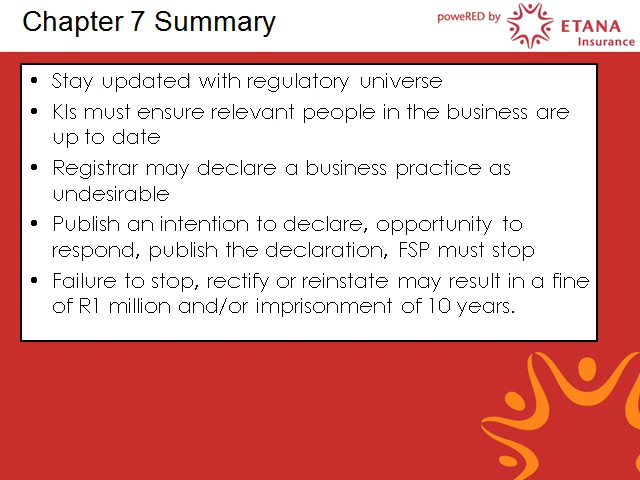 Chapter 7 Summary
poweRED by
ETANA
Insurance
• Stay updated with regulatory universe
• KIs must ensure relevant people in the business are
up to date
• Registrar may declare a business practice as
undesirable
• Publish an intention to declare, opportunity to
respond, publish the declaration, FSP must stop
• Failure to stop, rectify or reinstate may result in a fine
of R1 million and/or imprisonment of 10 years.